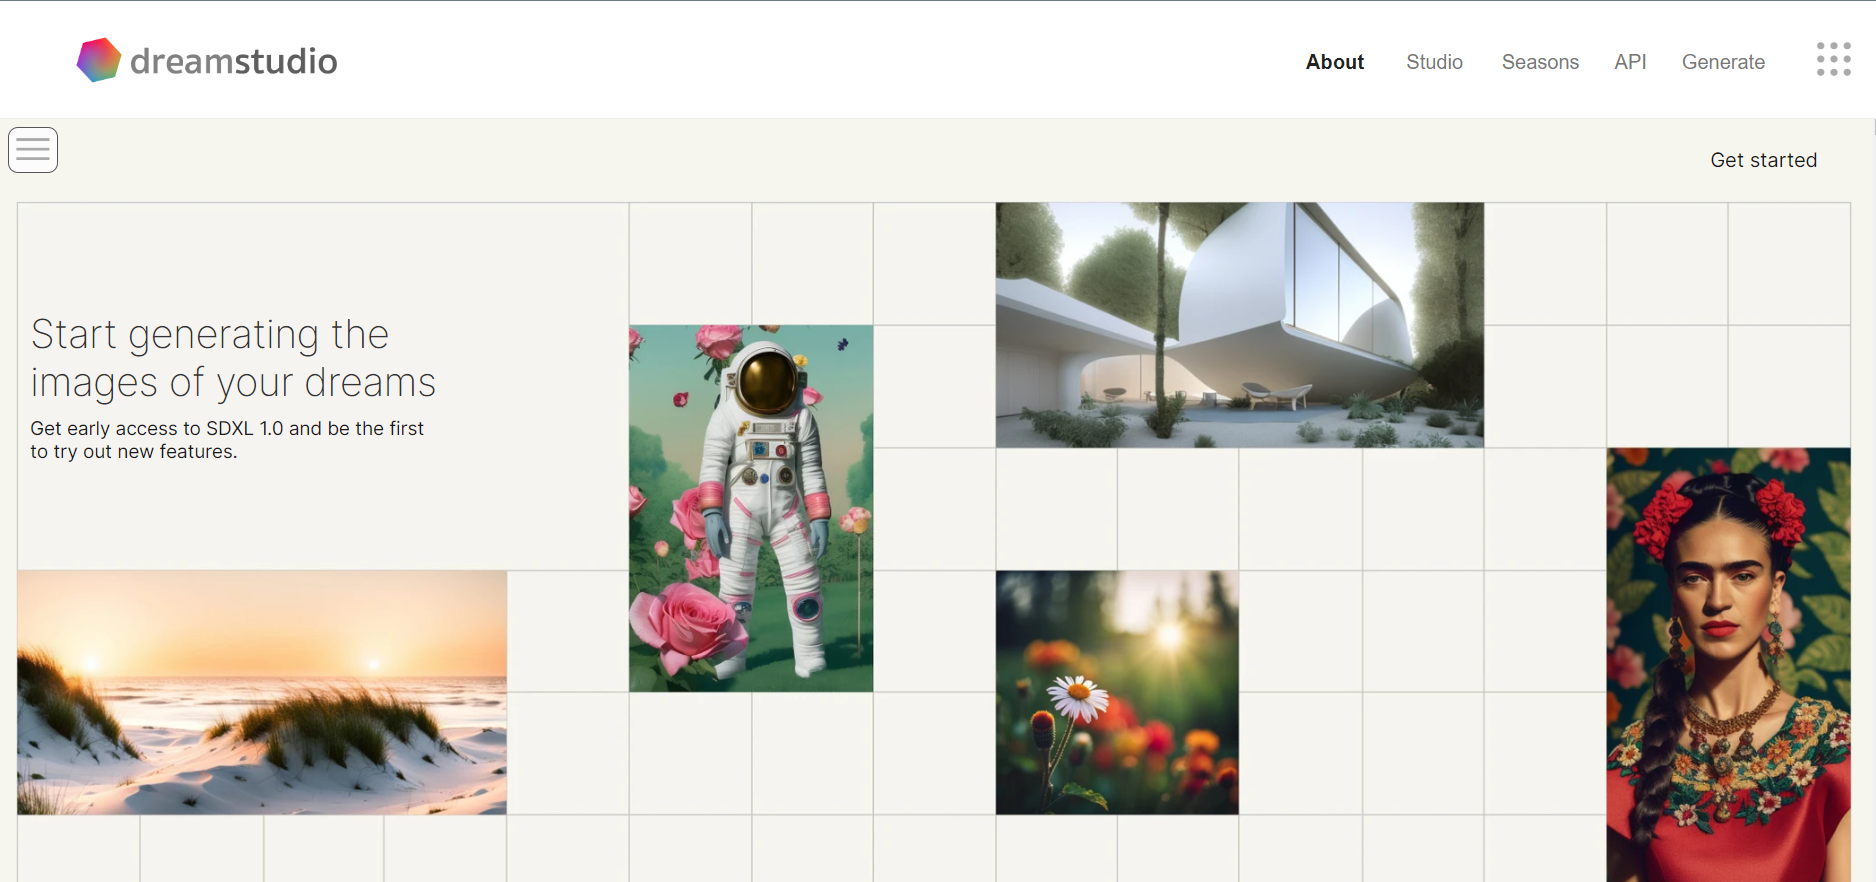 dreamstudio
About Studio Seasons API Generate
Get started
Start generating the
images of your dreams
Get early access to SDXL 1.0 and be the first
to try out new features.